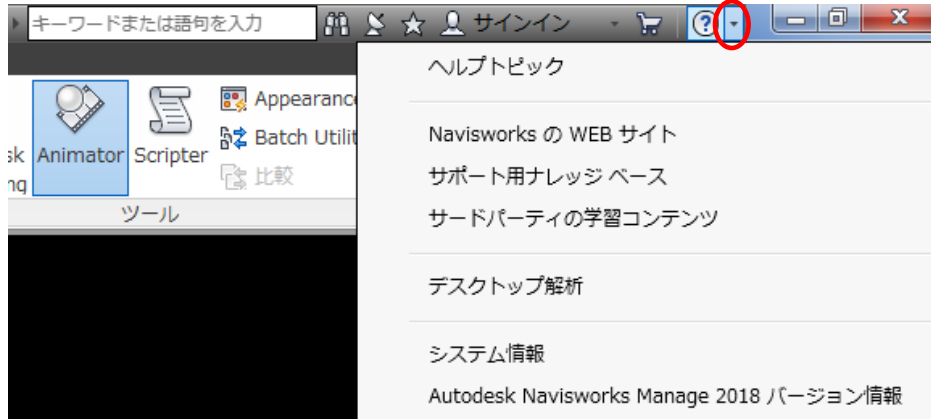 キーワードまたは語句を入力
サインイン
ヘルプトピック
Appearance
Batch Utilit
比較
sk
ng
Animator
Scripter
ツール
Navisworks の WEB サイト
サポート用ナレッジ ベース
サードパーティの学習コンテンツ
デスクトップ解析
システム情報
Autodesk Navisworks Manage 2018 バージョン情報